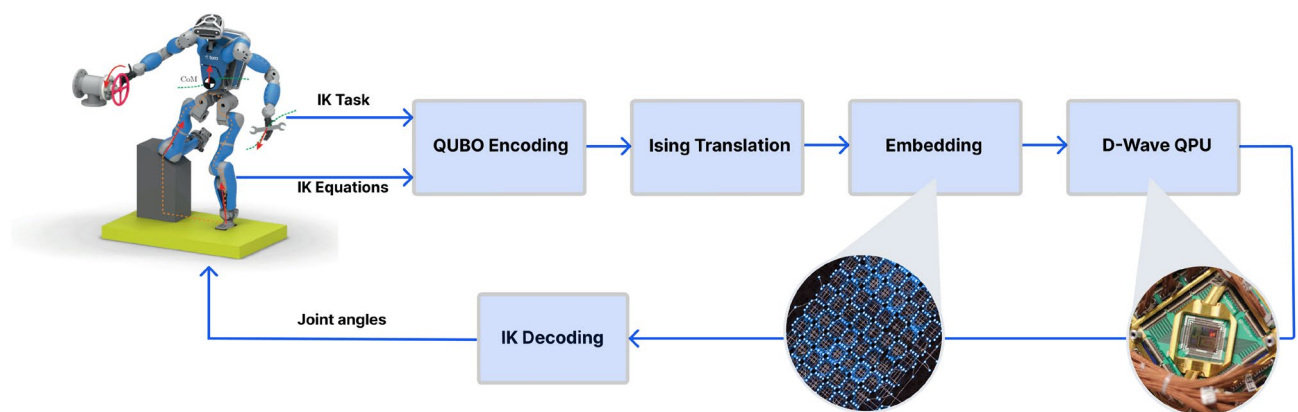 CoM
IK Task
IK Equations
QUBO Encoding
Ising Translation
Embedding
D-Wave QPU
Joint angles
IK Decoding